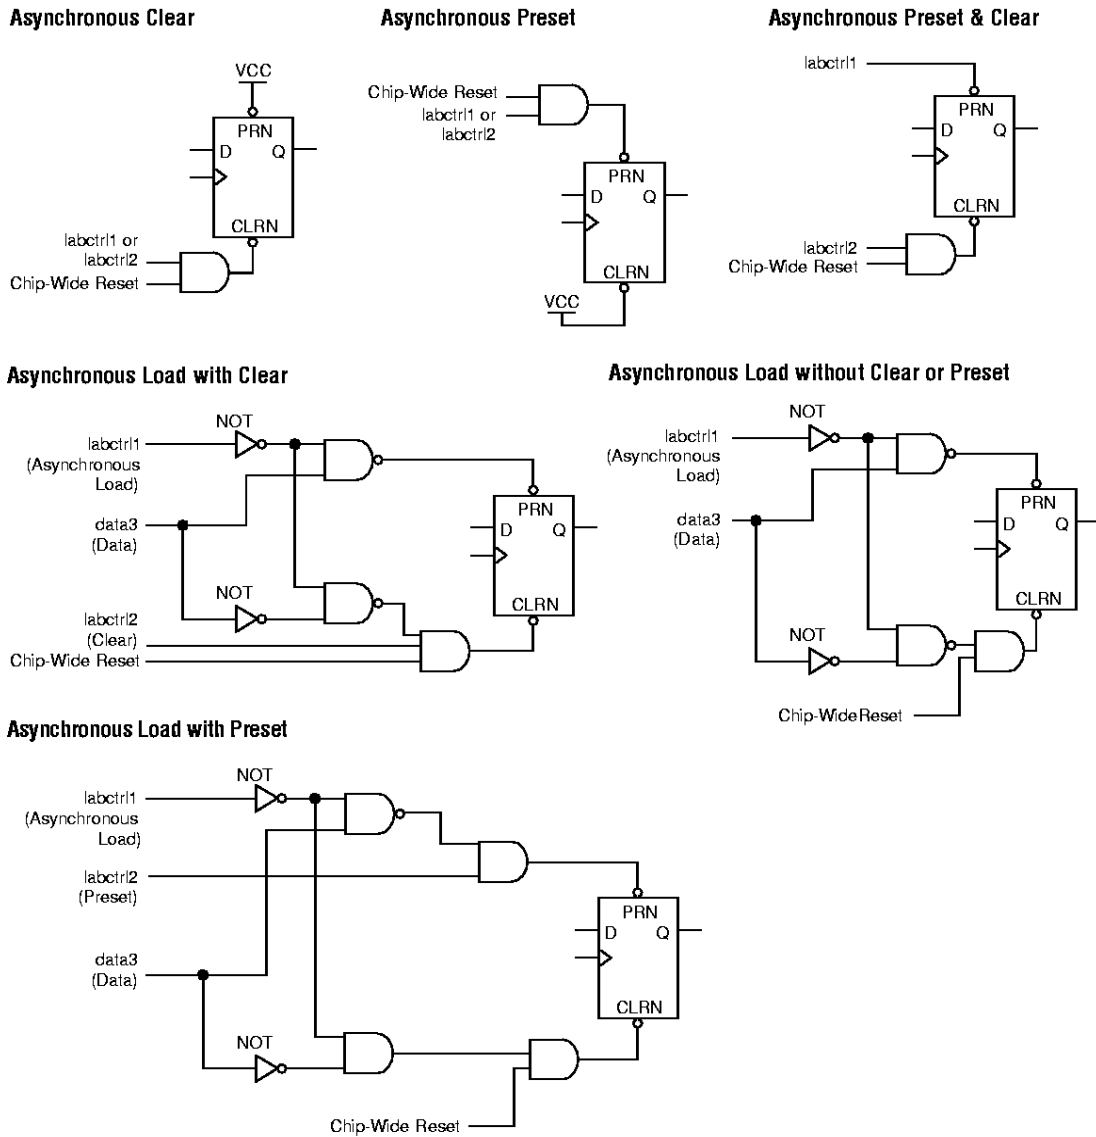 Asynchronous Clear
VCC
PRN
D Q
CLRN
labctrl1 or
labctrl2
Chip-Wide Reset
Asynchronous Preset
Chip-Wide Reset
labctrl1 or
labctrl2
PRN
D Q
CLRN
VCC
Asynchronous Preset & Clear
labctrl1
PRN
D Q
CLRN
labctrl2
Chip-Wide Reset
Asynchronous Load with Clear
NOT
labctrl1
(Asynchronous
Load)
PRN
D Q
data3
(Data)
NOT
CLRN
labctrl2
(Clear)
Chip-Wide Reset
Asynchronous Load without Clear or Preset
NOT
labctrl1
(Asynchronous
Load)
PRN
D Q
data3
(Data)
CLRN
NOT
Chip-Wide Reset
Asynchronous Load with Preset
NOT
labctrl1
(Asynchronous
Load)
labctrl2
(Preset)
PRN
D Q
data3
(Data)
CLRN
NOT
Chip-Wide Reset